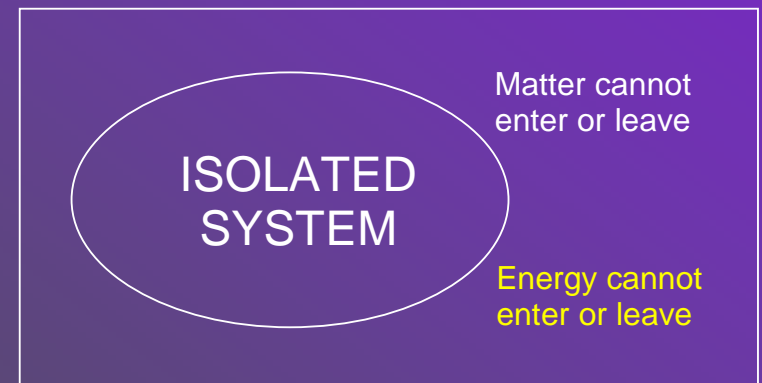 ISOLATED
SYSTEM
Matter cannot
enter or leave
Energy cannot
enter or leave